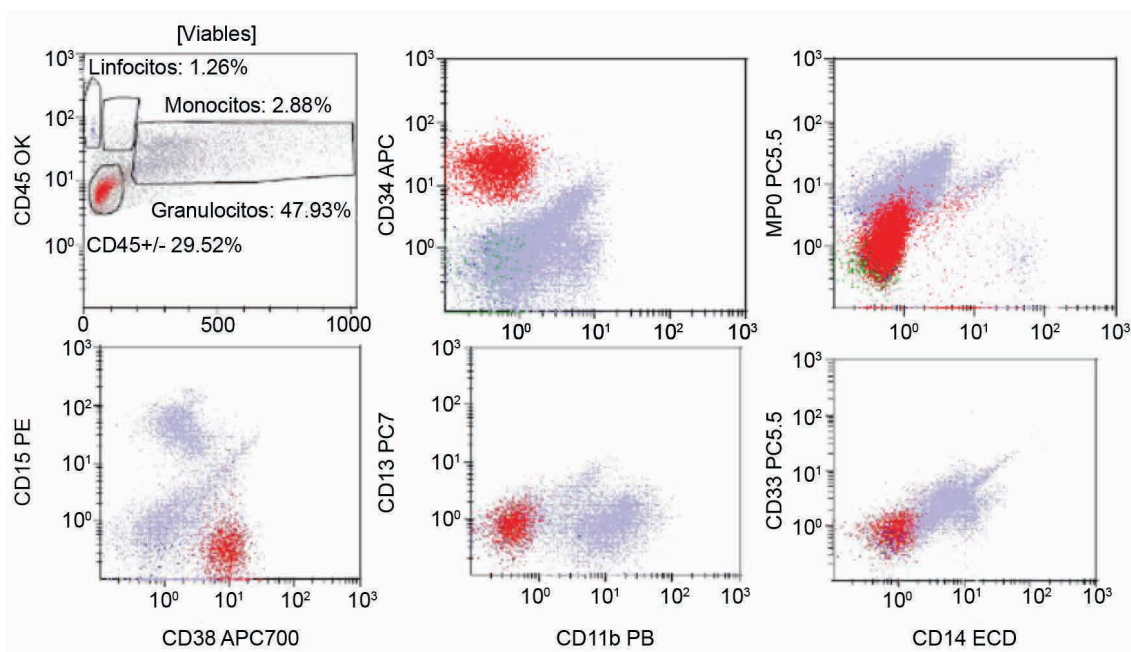 [Viables]
10³
Linfocitos: 1.26%
10²
Monocitos: 2.88%
10¹
Granulocitos: 47.93%
10⁰
CD45+/- 29.52%
CD45 OK
0 500 1000
10³
10²
10¹
10⁰
CD34 APC
10⁰ 10¹ 10² 10³
10³
10²
10¹
10⁰
MP0 PC5.5
10⁰ 10¹ 10² 10³
10³
10²
10¹
10⁰
CD15 PE
10⁰ 10¹ 10² 10³
CD38 APC700
10³
10²
10¹
10⁰
CD13 PC7
10⁰ 10¹ 10² 10³
CD11b PB
10³
10²
10¹
10⁰
CD33 PC5.5
10⁰ 10¹ 10² 10³
CD14 ECD